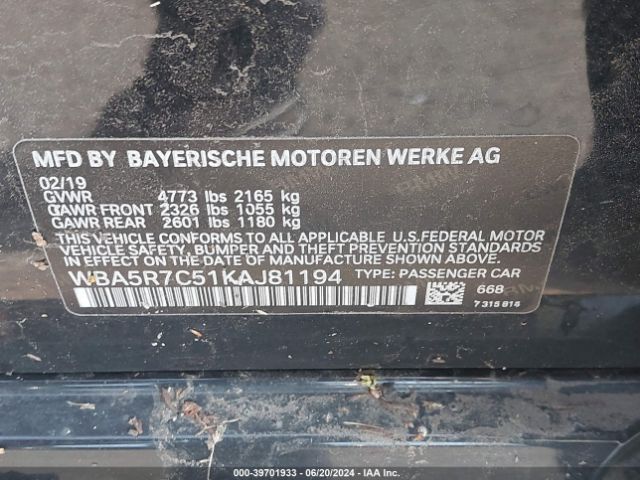 MFD BY BAYERISCHE MOTOREN WERKE AG
02/19
GVWR 4773 lbs 2165 kg
GAWR FRONT 2326 lbs 1055 kg
GAWR REAR 2601 lbs 1180 kg
THIS VEHICLE CONFORMS TO ALL APPLICABLE U.S.FEDERAL MOTOR
VEHICLE SAFETY, BUMPER, AND THEFT PREVENTION STANDARDS
IN EFFECT ON THE DATE OF MANUFACTURE SHOWN ABOVE.
WBA5R7C51KAJ81194 TYPE: PASSENGER CAR
668
7 315 816
000-39701933 - 06/20/2024 - IAA Inc.